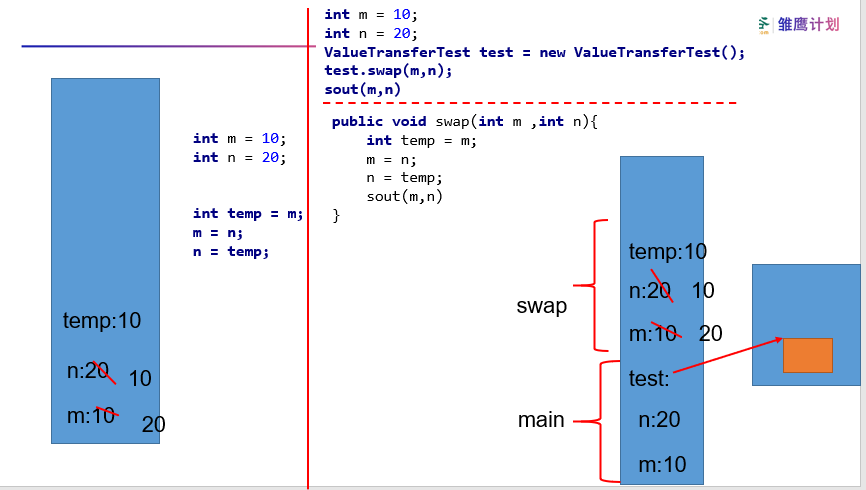 int m = 10;
int n = 20;
ValueTransferTest test = new ValueTransferTest();
test.swap(m,n);
sout(m,n)
雏鹰计划
int m = 10;
int n = 20;
int temp = m;
m = n;
n = temp;
public void swap(int m ,int n){
int temp = m;
m = n;
n = temp;
sout(m,n)
}
temp:10
n:20 10
m:10 20
swap
temp:10
n:20 10
m:10 20
main
test:
n:20
m:10